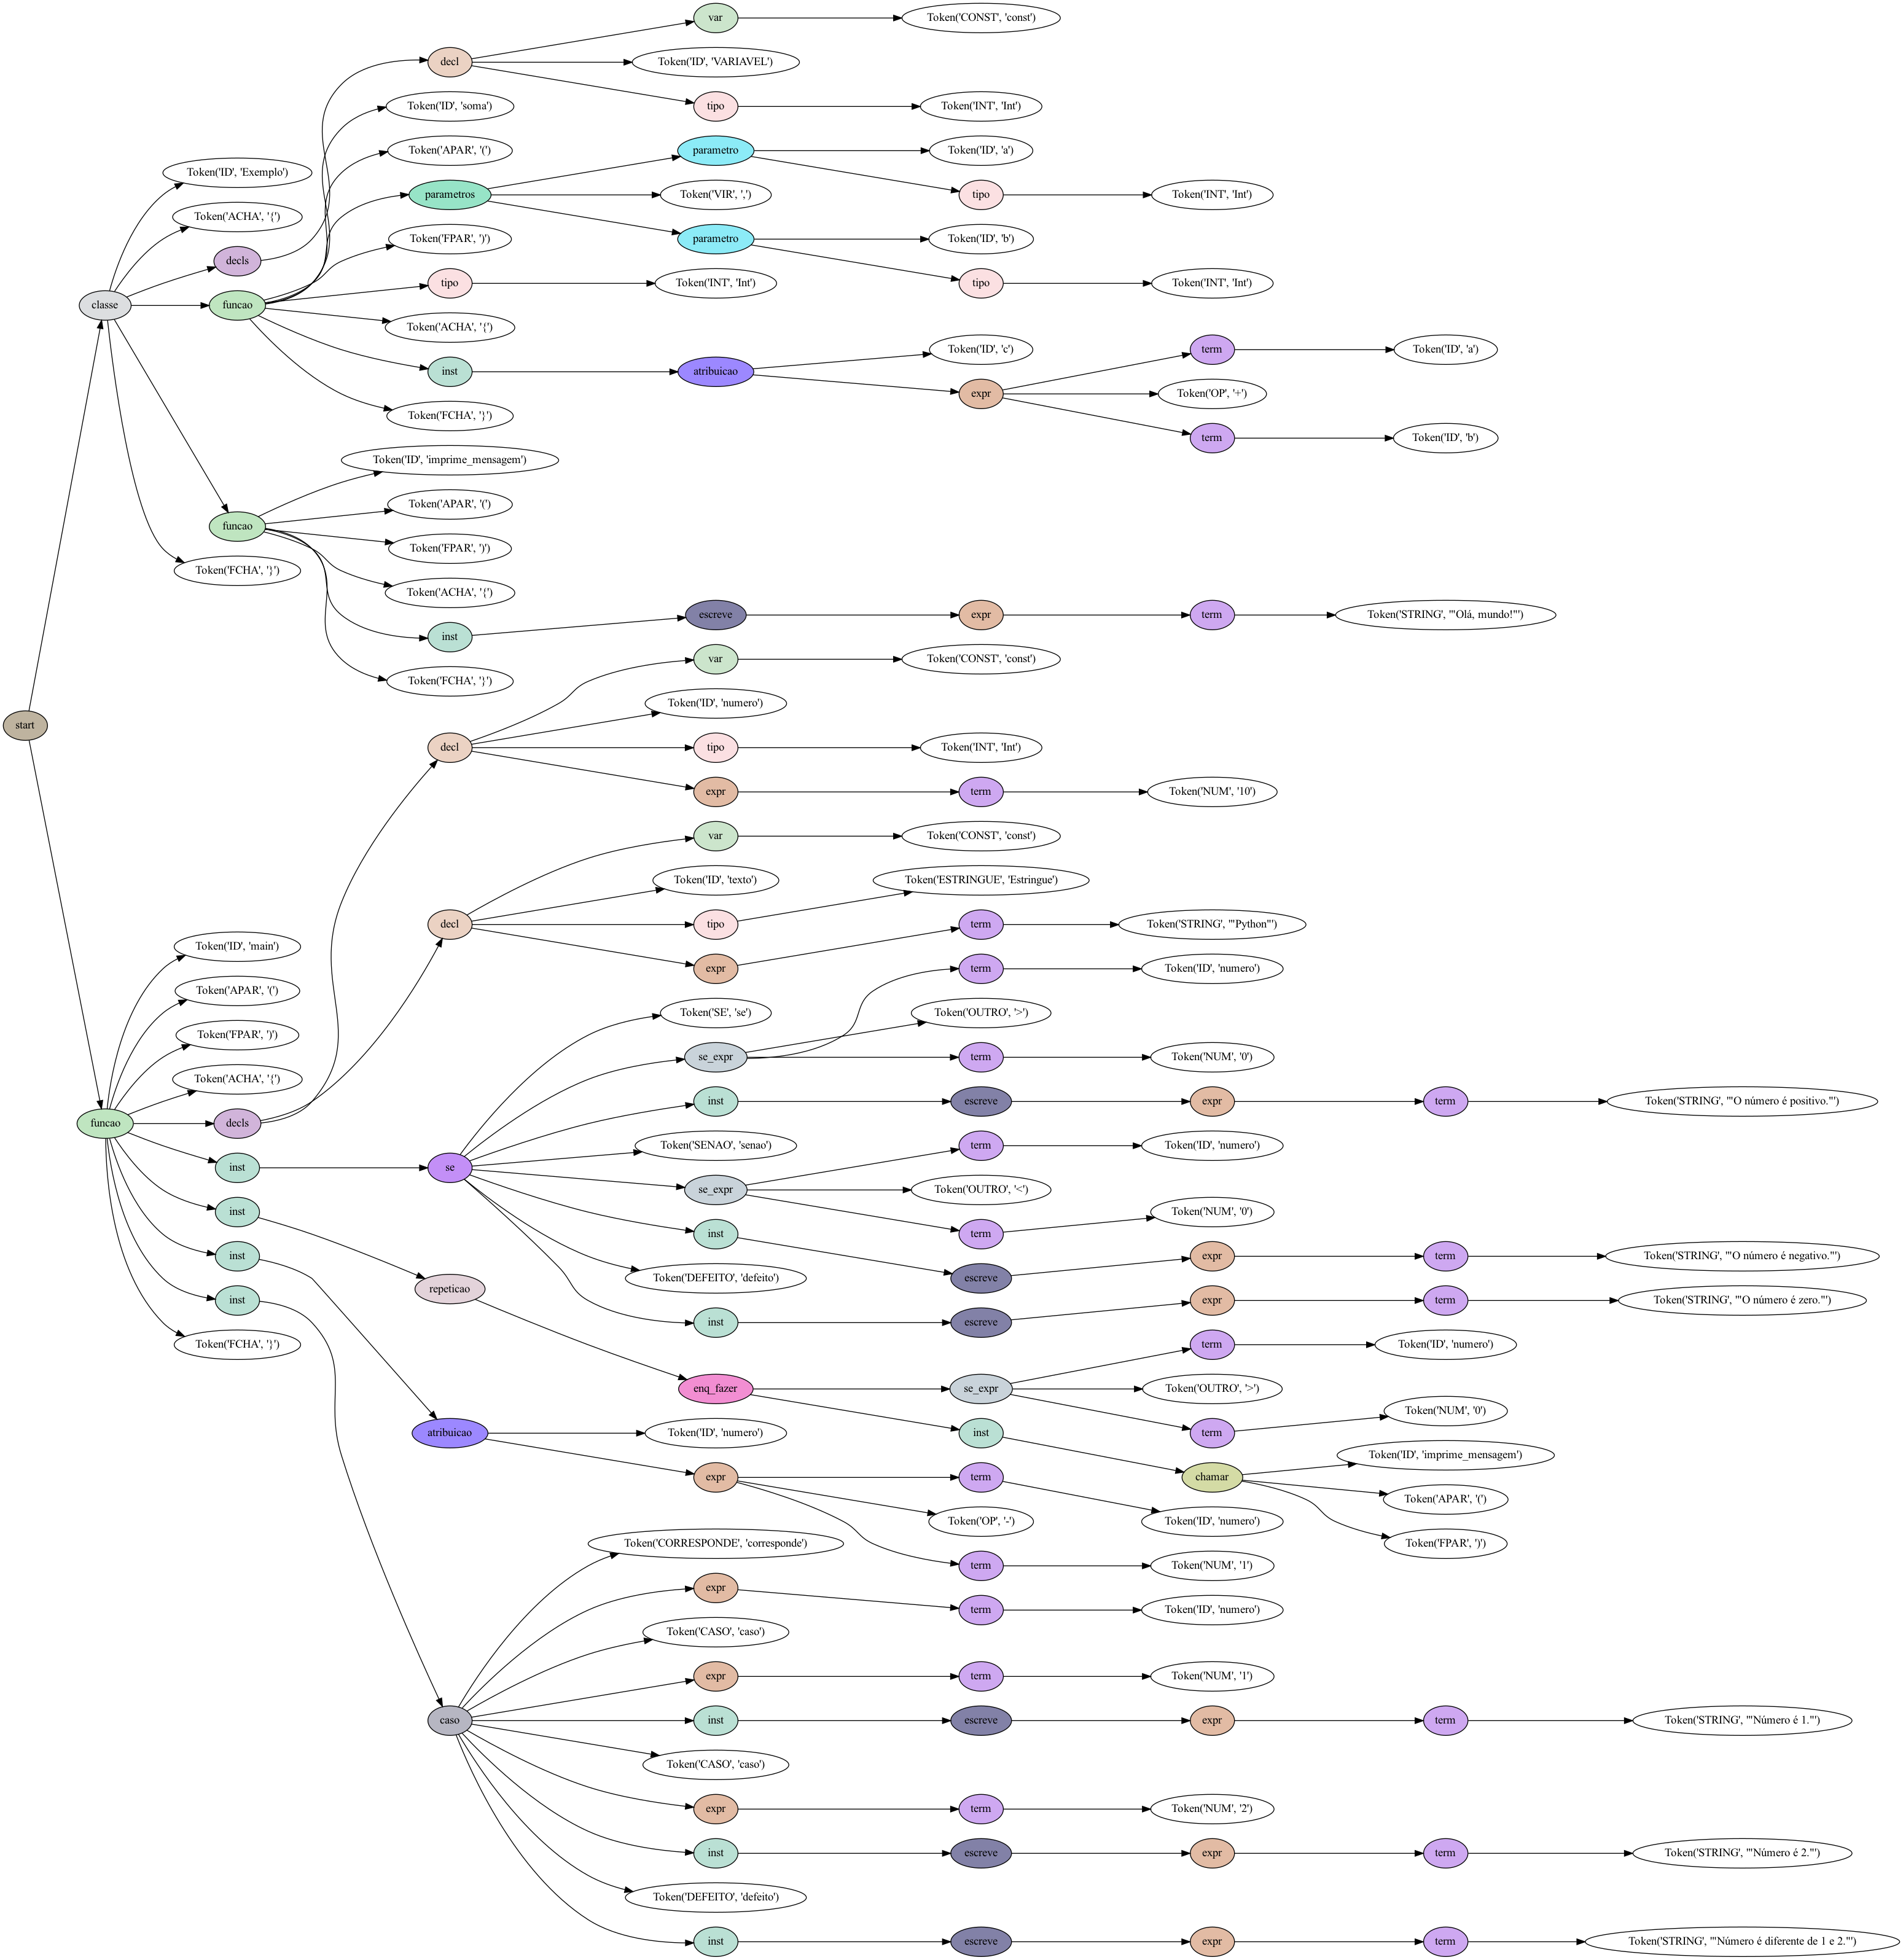 var
Token('CONST', 'const')
decl
Token('ID', 'VARIAVEL')
tipo
Token('INT', 'Int')
Token('ID', 'soma')
Token('APAR', '(')
parametro
Token('ID', 'a')
Token('ID', 'Exemplo')
parametros
Token('VIR', ',')
tipo
Token('INT', 'Int')
Token('ACHA', '{')
Token('FPAR', ')')
parametro
Token('ID', 'b')
decls
tipo
Token('INT', 'Int')
tipo
Token('INT', 'Int')
classe
funcao
Token('ACHA', '{')
Token('ID', 'c')
term
Token('ID', 'a')
inst
atribuicao
expr
Token('OP', '+')
Token('FCHA', '}')
term
Token('ID', 'b')
Token('ID', 'imprime_mensagem')
Token('APAR', '(')
funcao
Token('FPAR', ')')
Token('FCHA', '}')
Token('ACHA', '{')
escreve
expr
term
Token('STRING', '"Olá, mundo!"')
inst
var
Token('CONST', 'const')
Token('FCHA', '}')
Token('ID', 'numero')
start
decl
tipo
Token('INT', 'Int')
expr
term
Token('NUM', '10')
var
Token('CONST', 'const')
Token('ID', 'texto')
Token('ESTRINGUE', 'Estringue')
decl
tipo
term
Token('STRING', '"Python"')
Token('ID', 'main')
expr
term
Token('ID', 'numero')
Token('APAR', '(')
Token('SE', 'se')
Token('OUTRO', '>')
Token('FPAR', ')')
se_expr
term
Token('NUM', '0')
Token('ACHA', '{')
inst
escreve
expr
term
Token('STRING', '"O número é positivo."')
funcao
decls
Token('SENAO', 'senao')
term
Token('ID', 'numero')
inst
se
se_expr
Token('OUTRO', '<')
inst
inst
term
Token('NUM', '0')
inst
expr
term
Token('STRING', '"O número é negativo."')
Token('DEFEITO', 'defeito')
escreve
repeticao
inst
expr
term
Token('STRING', '"O número é zero."')
inst
escreve
Token('FCHA', '}')
term
Token('ID', 'numero')
enq_fazer
se_expr
Token('OUTRO', '>')
Token('NUM', '0')
atribuicao
Token('ID', 'numero')
inst
term
Token('ID', 'imprime_mensagem')
expr
term
chamar
Token('APAR', '(')
Token('OP', '-')
Token('ID', 'numero')
Token('FPAR', ')')
Token('CORRESPONDE', 'corresponde')
term
Token('NUM', '1')
expr
term
Token('ID', 'numero')
Token('CASO', 'caso')
expr
term
Token('NUM', '1')
caso
inst
escreve
expr
term
Token('STRING', '"Número é 1."')
Token('CASO', 'caso')
expr
term
Token('NUM', '2')
inst
escreve
expr
term
Token('STRING', '"Número é 2."')
Token('DEFEITO', 'defeito')
inst
escreve
expr
term
Token('STRING', '"Número é diferente de 1 e 2."')